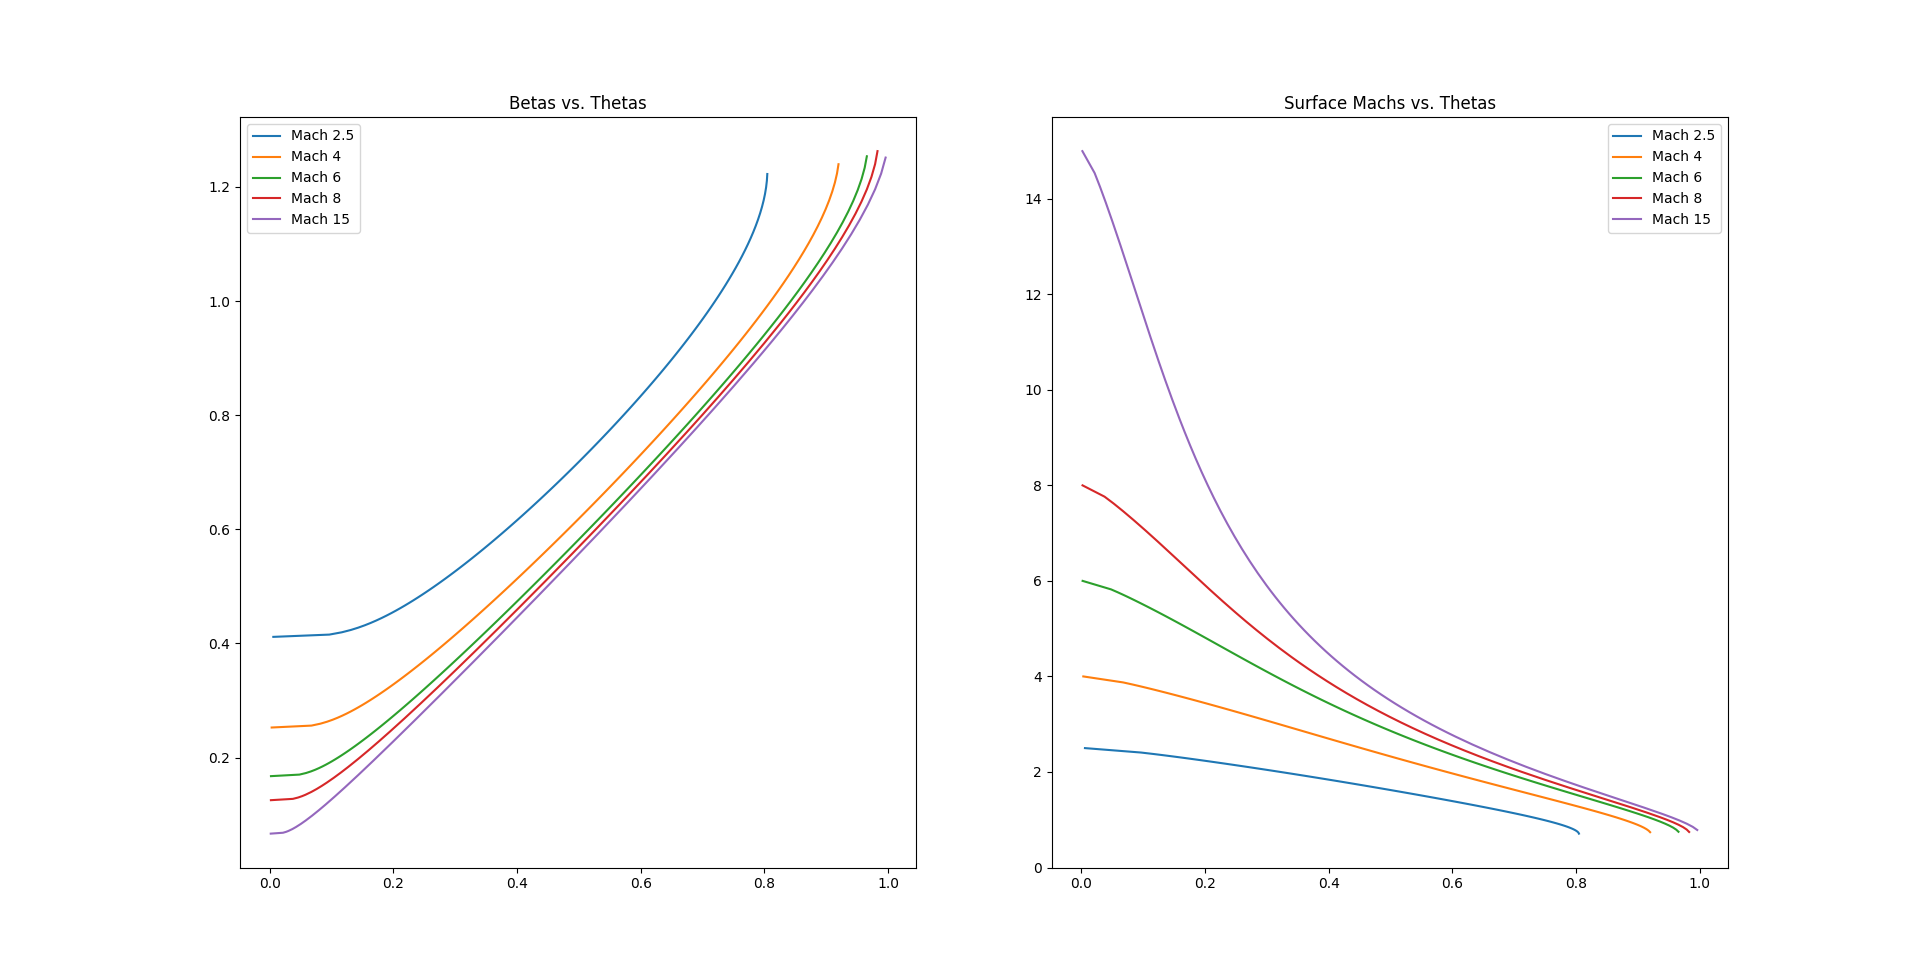 Betas vs. Thetas
Mach 2.5
Mach 4
Mach 6
Mach 8
Mach 15
1.2
1.0
0.8
0.6
0.4
0.2
0.0 0.2 0.4 0.6 0.8 1.0
Surface Machs vs. Thetas
Mach 2.5
Mach 4
Mach 6
Mach 8
Mach 15
14
12
10
8
6
4
2
0
0.0 0.2 0.4 0.6 0.8 1.0